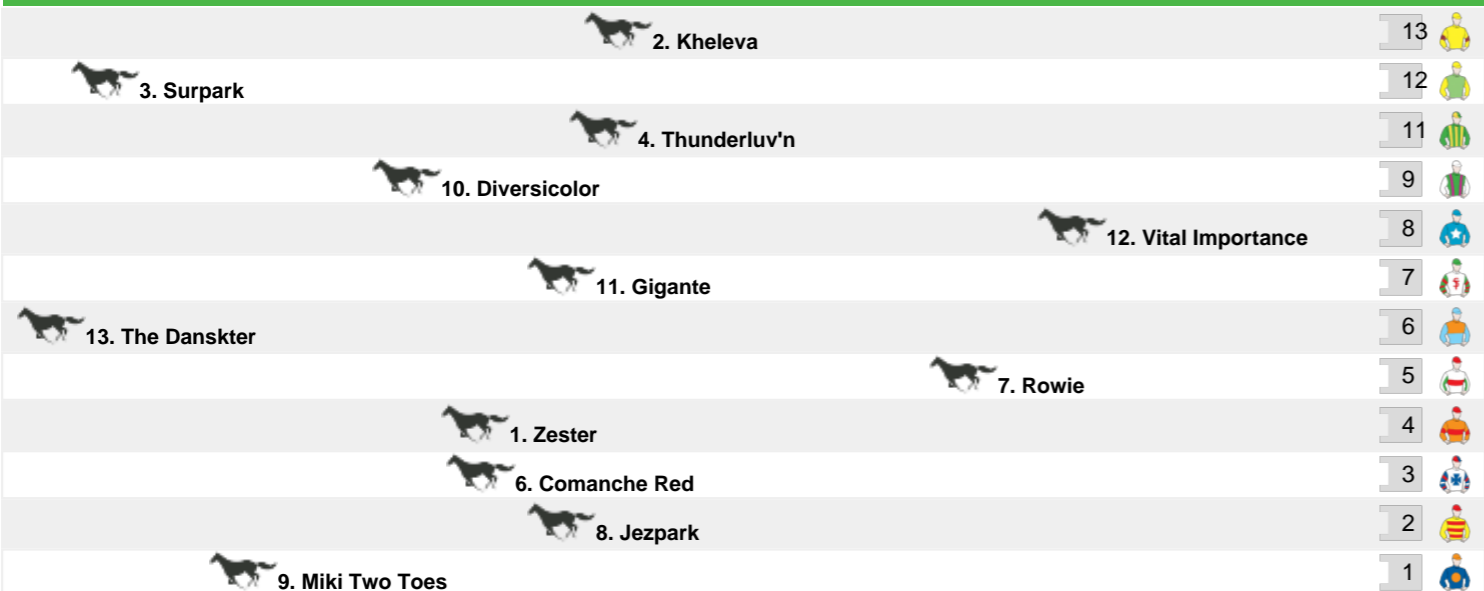 2. Kheleva 13
3. Surpark 12
4. Thunderluv'n 11
10. Diversicolor 9
12. Vital Importance 8
11. Gigante 7
13. The Danskter 6
7. Rowie 5
1. Zester 4
6. Comanche Red 3
8. Jezpark 2
9. Miki Two Toes 1